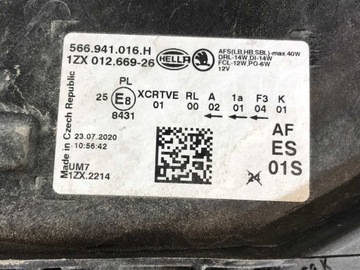 566.941.016.H
1ZX 012.669-26
HELLA
AFS(LB,HB,SBL)-max.40W
DRL-14W,DI-14W
FCL-12W,PO-6W
12V
Made in Czech Republic
PL
25 E8
8431
XCRTVE RL A 1a F3 K
01 00 02 01 04 01
23.07.2020
10:56:42
UM7
1ZX.2214
AF
ES
01S